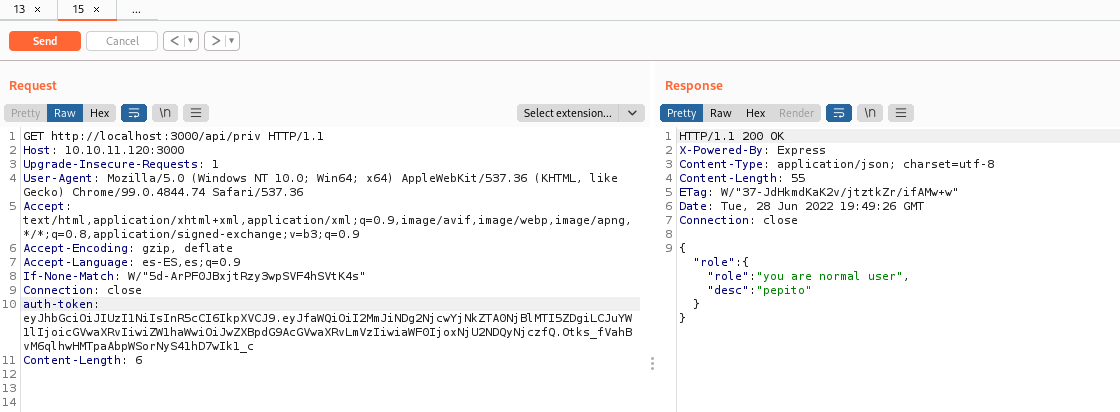 13 × 15 × ...
Send Cancel < ▾ > ▾
Request
Pretty Raw Hex \n Select extension...
1 GET http://localhost:3000/api/priv HTTP/1.1
2 Host: 10.10.11.120:3000
3 Upgrade-Insecure-Requests: 1
4 User-Agent: Mozilla/5.0 (Windows NT 10.0; Win64; x64) AppleWebKit/537.36 (KHTML, like
Gecko) Chrome/99.0.4844.74 Safari/537.36
5 Accept:
text/html,application/xhtml+xml,application/xml;q=0.9,image/avif,image/webp,image/apng,
*/*;q=0.8,application/signed-exchange;v=b3;q=0.9
6 Accept-Encoding: gzip, deflate
7 Accept-Language: es-ES,es;q=0.9
8 If-None-Match: W/"5d-ArPF0JBxjtRzy3wpSVF4hSVtK4s"
9 Connection: close
10 auth-token:
eyJhbGciOiJIUzI1NiIsInR5cCI6IkpXVCJ9.eyJfaWQiOiI2MmJiNDg2NjcwYjNkZTA0NjBlMTI5ZDgiLCJuYW
1lIjoicGVwaXRvIiwiZW1haWwiOiJwZXBpdG9AcGVwaXRvLmVzIiwiaWF0IjoxNjU2NDQyNjczfQ.Otks_fVahB
vM6qlhwHMTpaAbpWSorNyS41hD7wIk1_c
11 Content-Length: 6
12
13
14
Response
Pretty Raw Hex Render \n
1 HTTP/1.1 200 OK
2 X-Powered-By: Express
3 Content-Type: application/json; charset=utf-8
4 Content-Length: 55
5 ETag: W/"37-JdHkmdKaK2v/jtztkZr/ifAMw+w"
6 Date: Tue, 28 Jun 2022 19:49:26 GMT
7 Connection: close
8
9 {
"role":{
"role":"you are normal user",
"desc":"pepito"
}
}